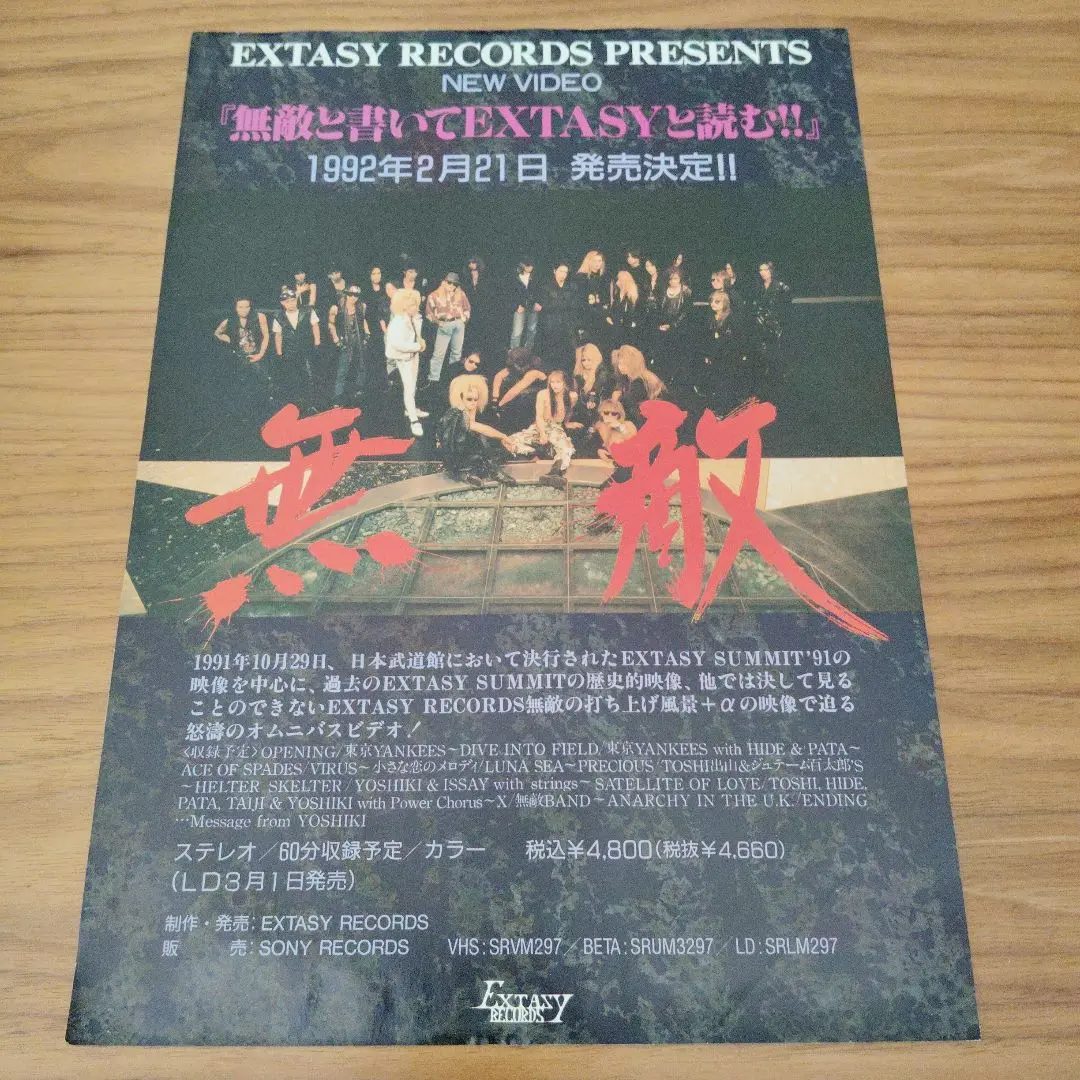 EXTASY RECORDS PRESENTS
NEW VIDEO
『無敵と書いてEXTASYと読む!!』
1992年2月21日 発売決定!!
無敵
1991年10月29日、日本武道館において決行されたEXTASY SUMMIT'91の
映像を中心に、過去のEXTASY SUMMITの歴史的映像、他では決して見る
ことのできないEXTASY RECORDS無敵の打ち上げ風景+αの映像で迫る
怒濤のオムニバスビデオ!
<収録予定>OPENING/東京YANKEES~DIVE INTO FIELD/東京YANKEES with HIDE & PATA~
ACE OF SPADES/VIRUS~小さな恋のメロディ/LUNA SEA~PRECIOUS/TOSHI出山&ジュテーム石太郎'S
~HELTER SKELTER/YOSHIKI & ISSAY with strings~SATELLITE OF LOVE/TOSHI, HIDE,
PATA, TAIJI & YOSHIKI with Power Chorus~X/無敵BAND~ANARCHY IN THE U.K./ENDING
…Message from YOSHIKI
ステレオ/60分収録予定/カラー 税込¥4,800(税抜¥4,660)
(LD3月1日発売)
制作・発売:EXTASY RECORDS
販 売:SONY RECORDS VHS:SRVM297/BETA:SRUM3297/LD:SRLM297
EXTASY
RECORDS